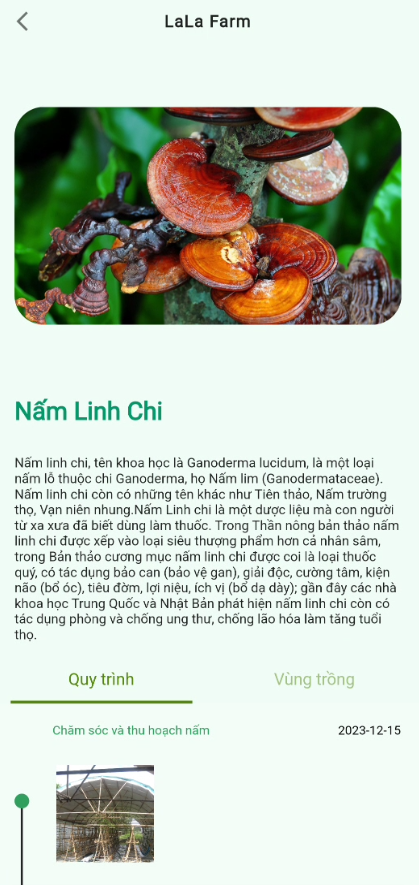 LaLa Farm
Nấm Linh Chi
Nấm linh chi, tên khoa học là Ganoderma lucidum, là một loại
nấm lỗ thuộc chi Ganoderma, họ Nấm lim (Ganodermataceae).
Nấm linh chi còn có những tên khác như Tiên thảo, Nấm trường
thọ, Vạn niên nhung.Nấm Linh chi là một dược liệu mà con người
từ xa xưa đã biết dùng làm thuốc. Trong Thần nông bản thảo nấm
linh chi được xếp vào loại siêu thượng phẩm hơn cả nhân sâm,
trong Bản thảo cương mục nấm linh chi được coi là loại thuốc
quý, có tác dụng bảo can (bảo vệ gan), giải độc, cường tâm, kiện
não (bổ óc), tiêu đờm, lợi niệu, ích vị (bổ dạ dày); gần đây các nhà
khoa học Trung Quốc và Nhật Bản phát hiện nấm linh chi còn có
tác dụng phòng và chống ung thư, chống lão hóa làm tăng tuổi
thọ.
Quy trình Vùng trồng
Chăm sóc và thu hoạch nấm 2023-12-15